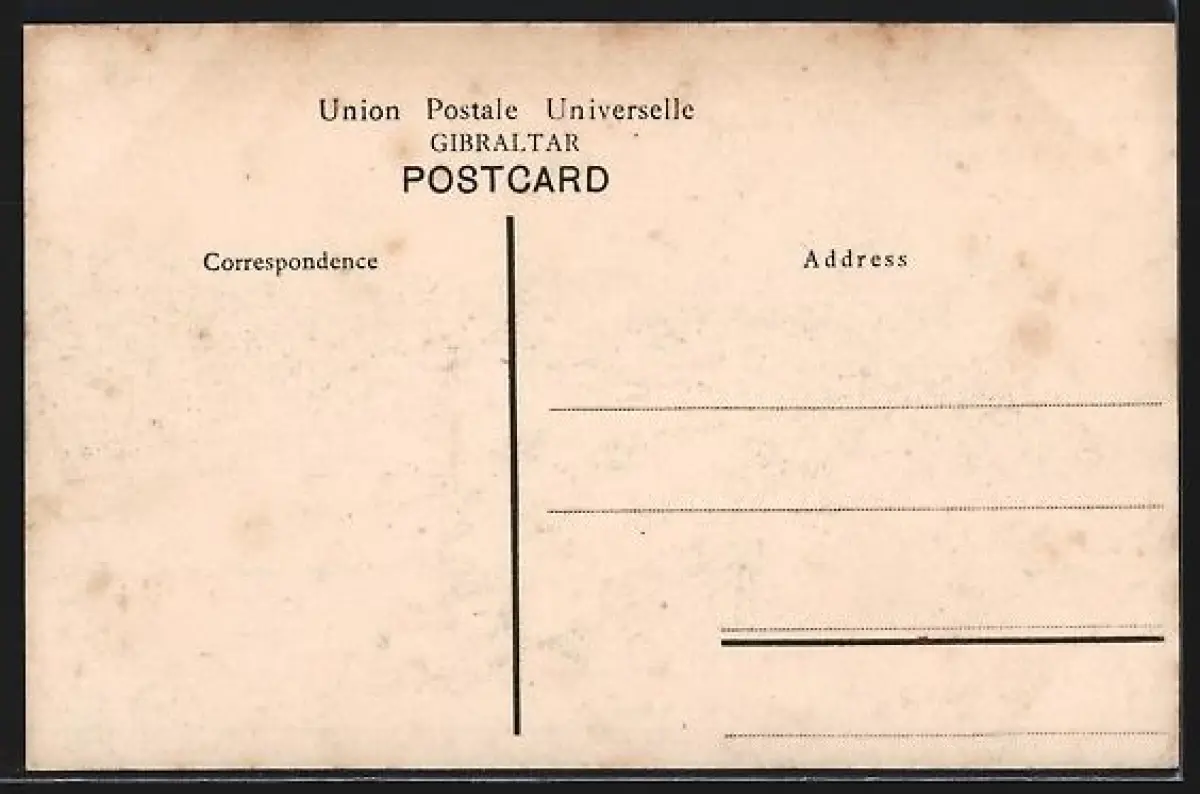 Union Postale Universelle
GIBRALTAR
POSTCARD
Correspondence
Address